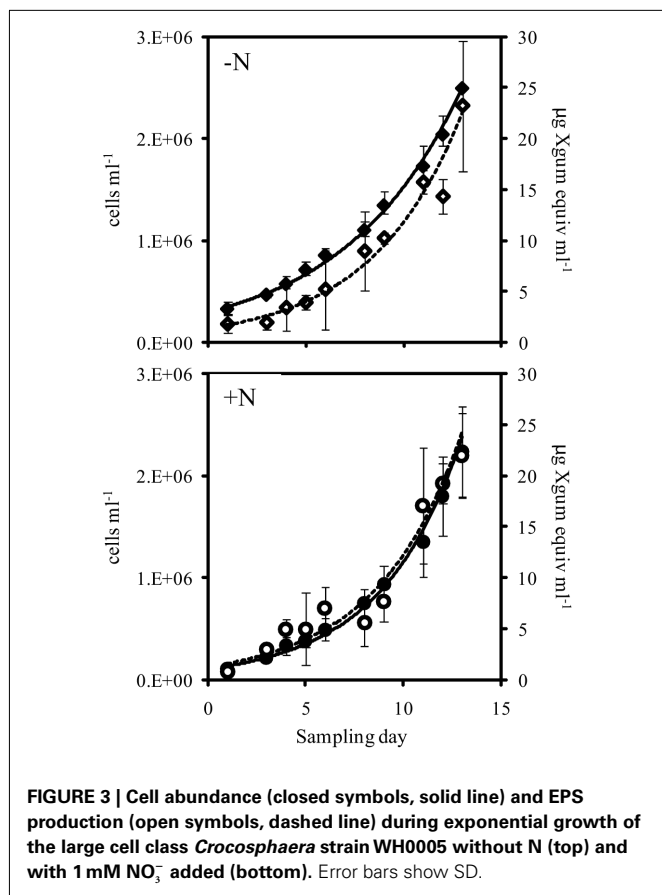 -N
3.E+06
2.E+06
1.E+06
0.E+00
cells ml⁻¹
30
25
20
15
10
5
0
µg Xgum equiv ml⁻¹
+N
3.E+06
2.E+06
1.E+06
0.E+00
cells ml⁻¹
30
25
20
15
10
5
0
µg Xgum equiv ml⁻¹
0 5 10 15
Sampling day
FIGURE 3 | Cell abundance (closed symbols, solid line) and EPS
production (open symbols, dashed line) during exponential growth of
the large cell class Crocosphaera strain WH0005 without N (top) and
with 1 mM NO₃⁻ added (bottom). Error bars show SD.